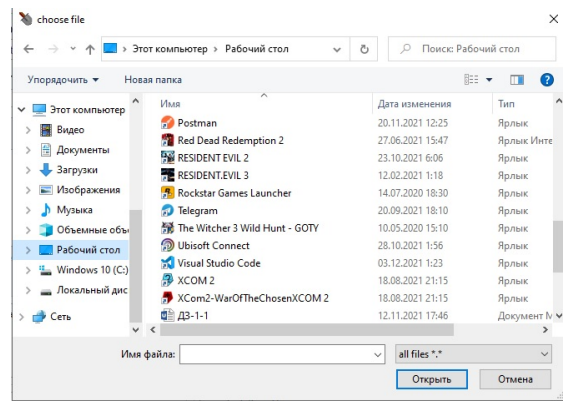 choose file
Этот компьютер › Рабочий стол
Поиск: Рабочий стол
Упорядочить
Новая папка
Этот компьютер
Видео
Документы
Загрузки
Изображения
Музыка
Объемные объ
Рабочий стол
Windows 10 (C:)
Локальный дис
Сеть
Имя Дата изменения Тип
Postman 20.11.2021 12:25 Ярлык
Red Dead Redemption 2 27.06.2021 15:47 Ярлык Инте
RESIDENT EVIL 2 23.10.2021 6:06 Ярлык
RESIDENT.EVIL 3 12.02.2021 1:18 Ярлык
Rockstar Games Launcher 14.07.2020 18:30 Ярлык
Telegram 20.09.2021 18:10 Ярлык
The Witcher 3 Wild Hunt - GOTY 10.05.2020 15:10 Ярлык
Ubisoft Connect 28.10.2021 1:56 Ярлык
Visual Studio Code 03.12.2021 1:23 Ярлык
XCOM 2 18.08.2021 21:15 Ярлык
XCom2-WarOfTheChosenXCOM 2 18.08.2021 21:15 Ярлык
ДЗ-1-1 12.11.2021 17:46 Документ M
Имя файла:
all files *.*
Открыть
Отмена